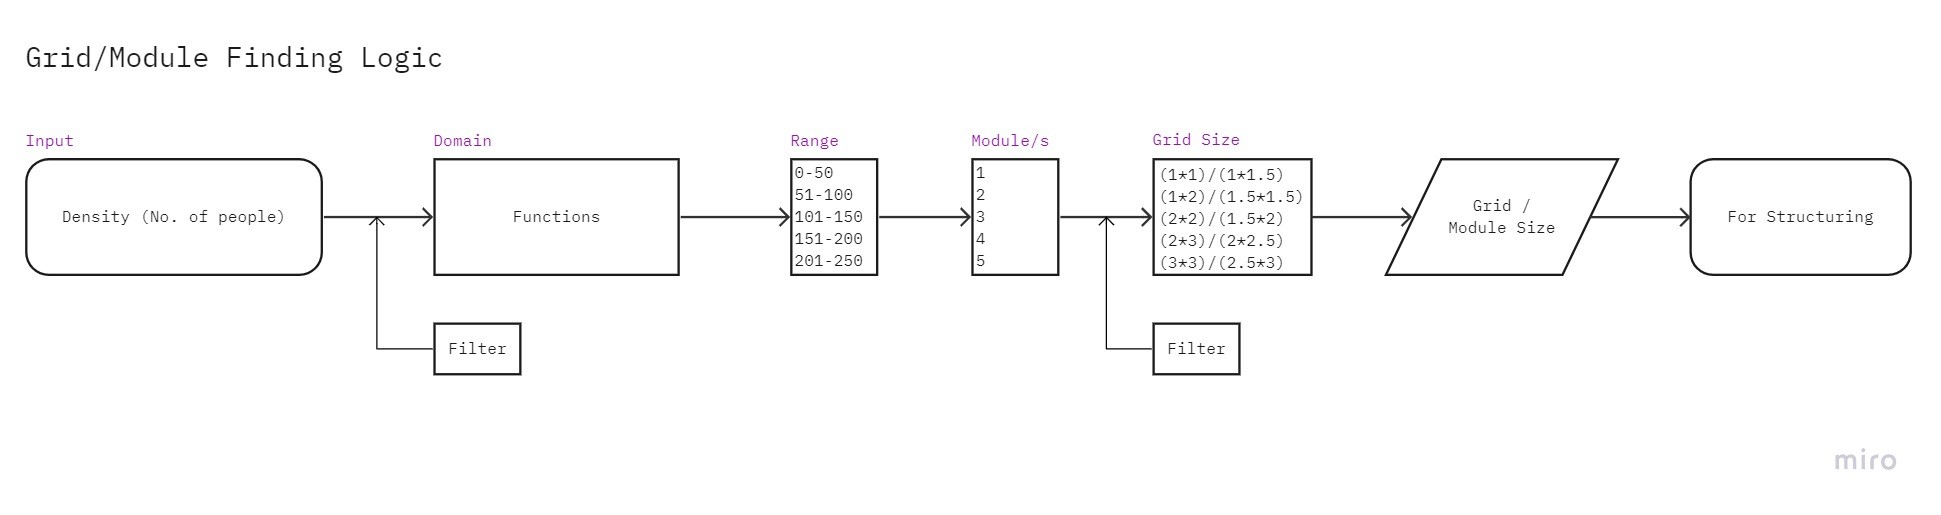 Grid/Module Finding Logic
Input
Domain
Range
Module/s
Grid Size
Density (No. of people)
Functions
0-50
51-100
101-150
151-200
201-250
1
2
3
4
5
(1*1)/(1*1.5)
(1*2)/(1.5*1.5)
(2*2)/(1.5*2)
(2*3)/(2*2.5)
(3*3)/(2.5*3)
Grid /
Module Size
For Structuring
Filter
Filter
miro